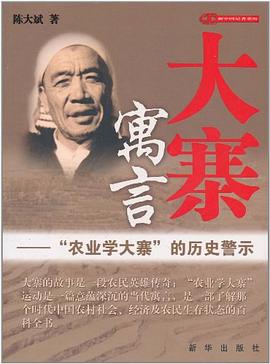 新中国纪实系列
陈大斌 著
大寨
寓言
——“农业学大寨”的历史警示
大寨的故事是一段农民英雄传奇；“农业学大寨”
运动是一篇意蕴深沉的当代寓言，是一部了解那
个时代中国农村社会、经济及农民生存状态的百
科全书。
新华出版社